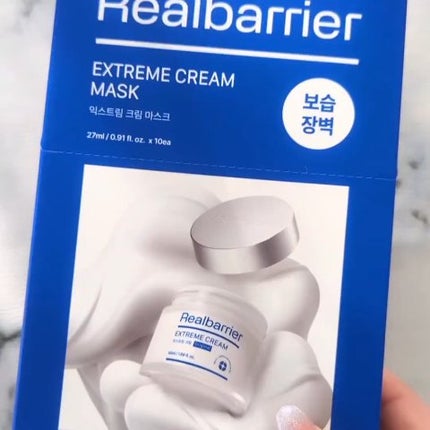 Realbarrier
EXTREME CREAM
MASK
익스트림 크림 마스크
27ml / 0.91 fl. oz. x 10ea
보습
장벽
Realbarrier
EXTREME CREAM